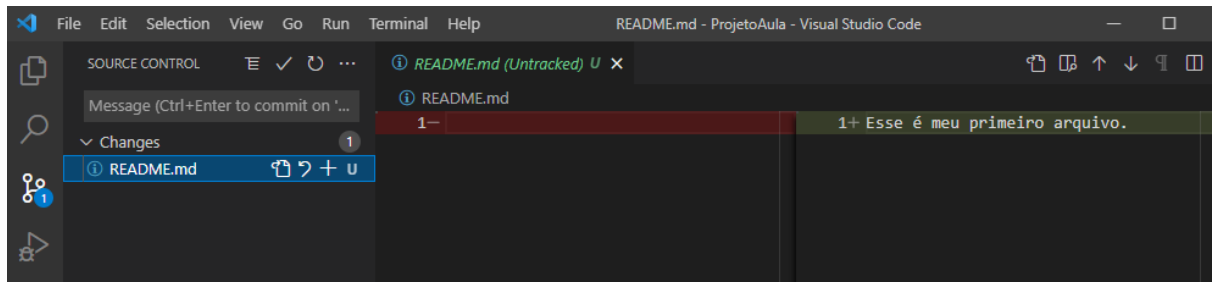 File Edit Selection View Go Run Terminal Help README.md - ProjetoAula - Visual Studio Code
SOURCE CONTROL
README.md (Untracked) U
Message (Ctrl+Enter to commit on '...
README.md
1— 
1+ Esse é meu primeiro arquivo.
Changes 1
README.md U
1